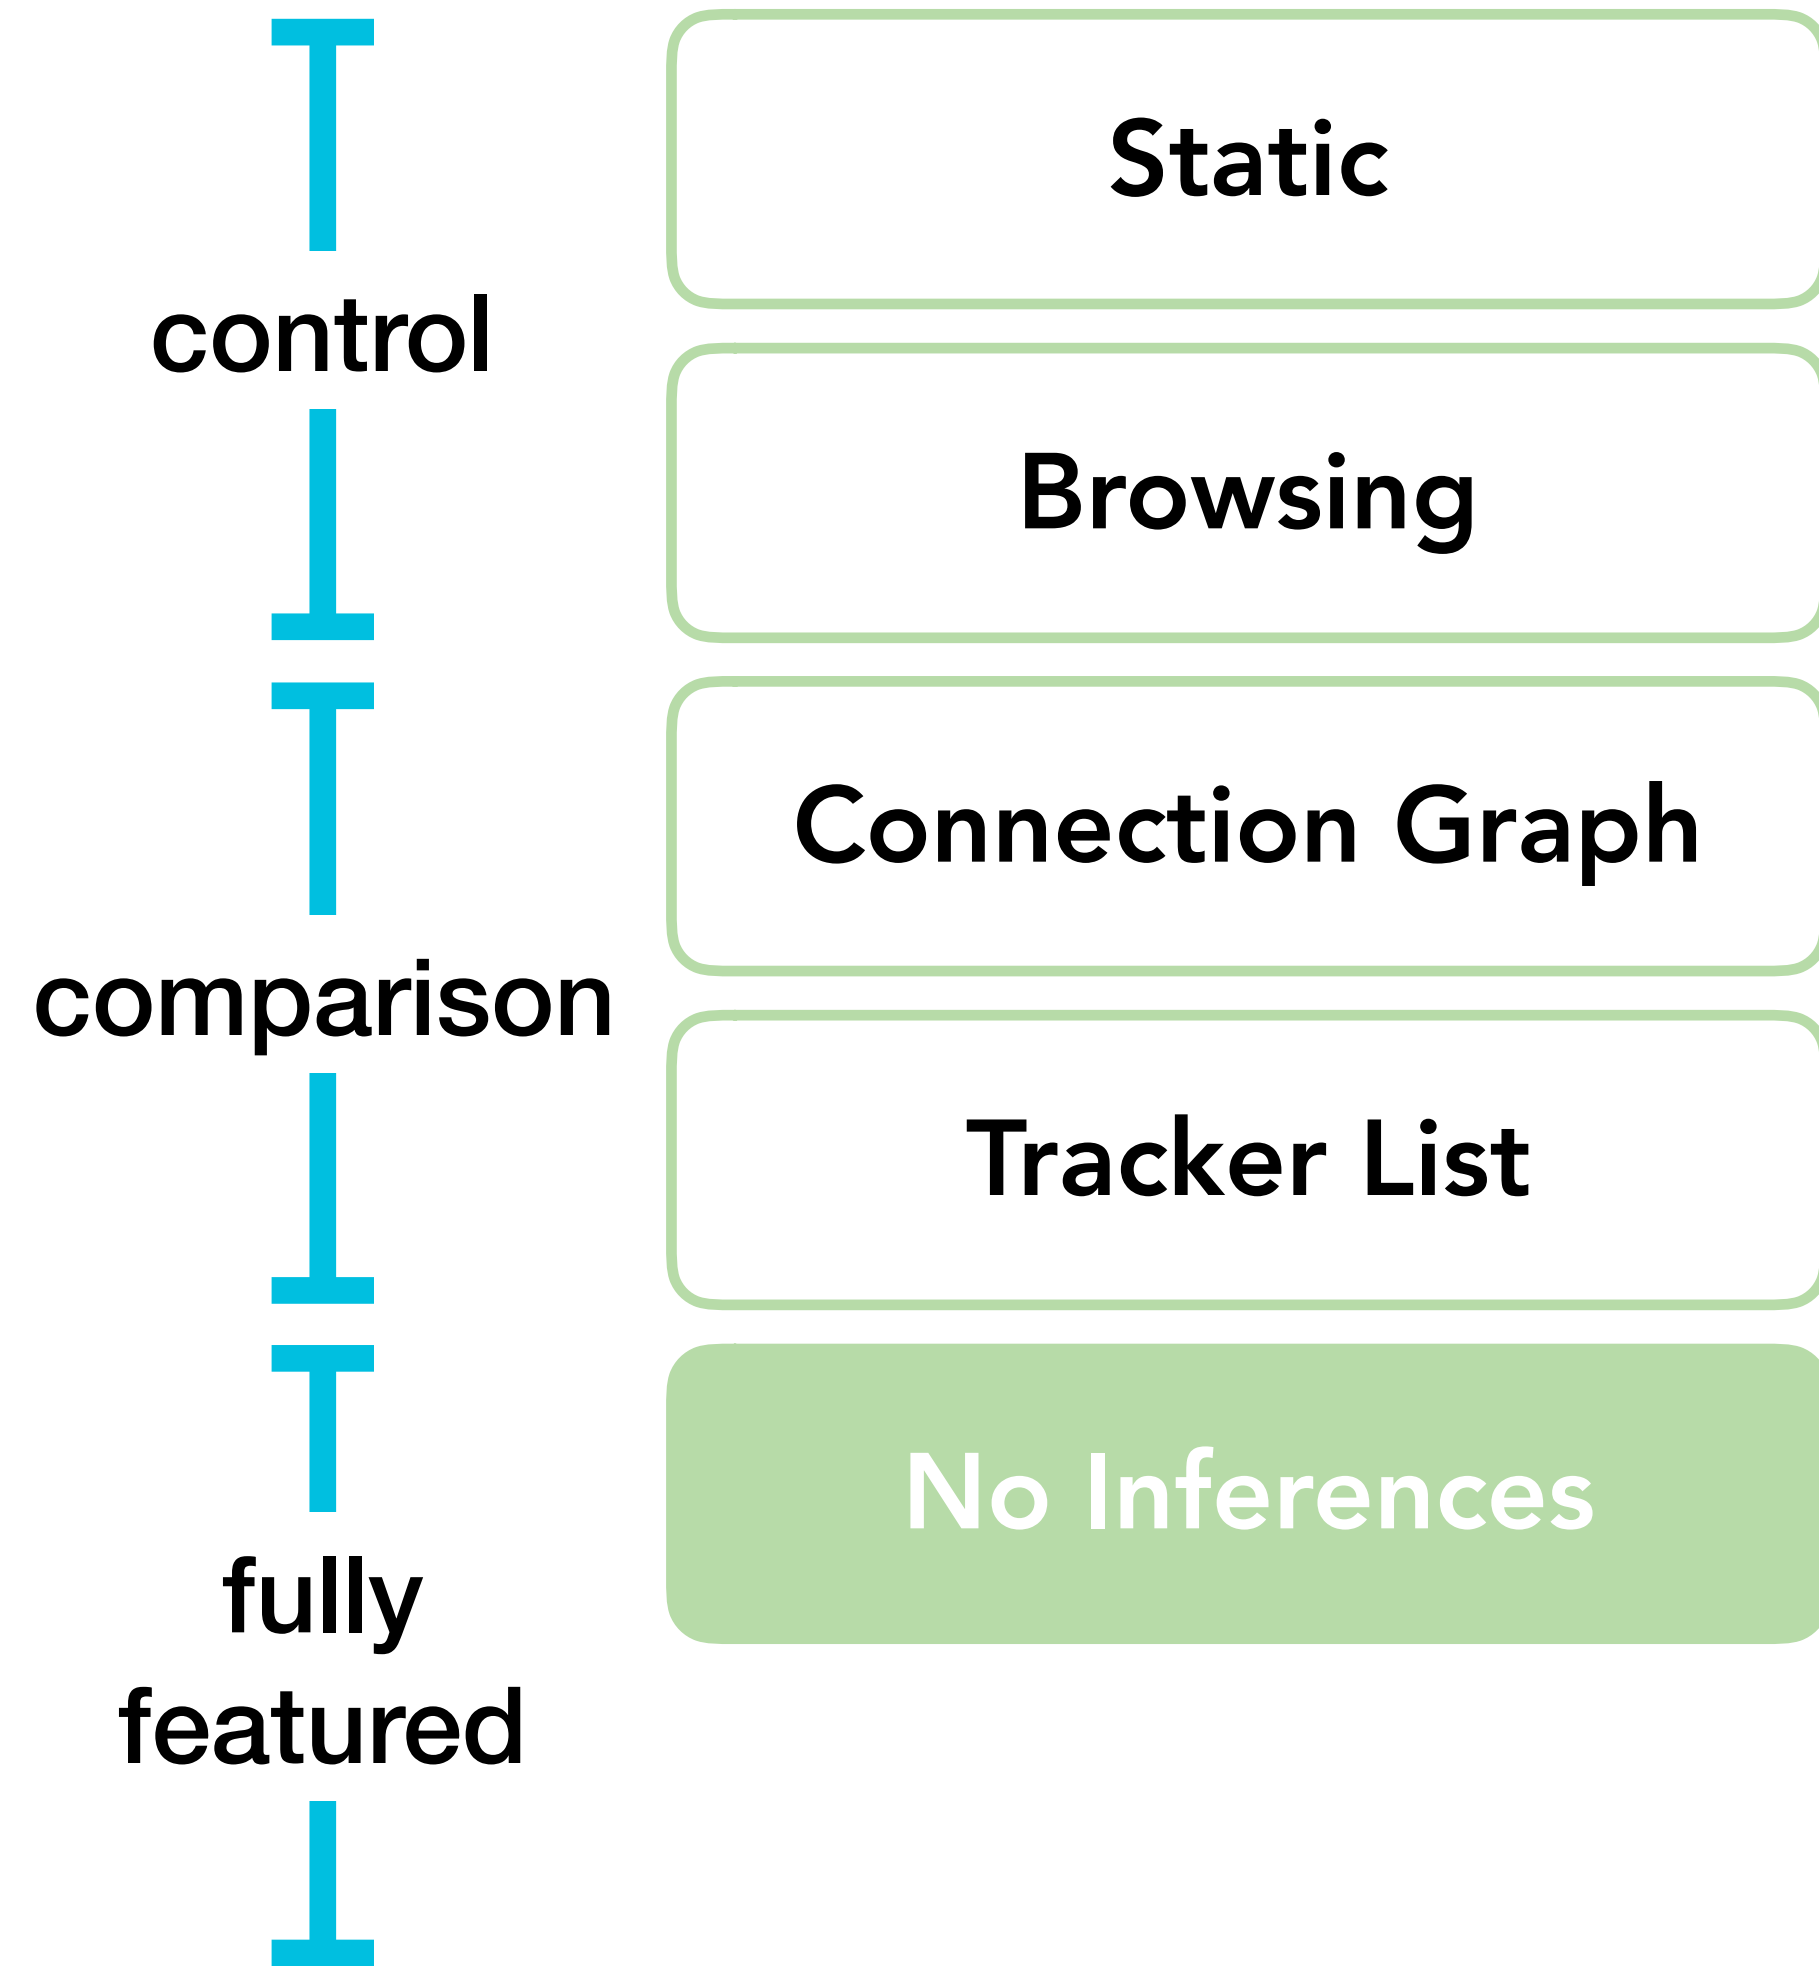 control
Static
Browsing
comparison
Connection Graph
Tracker List
fully
featured
No Inferences